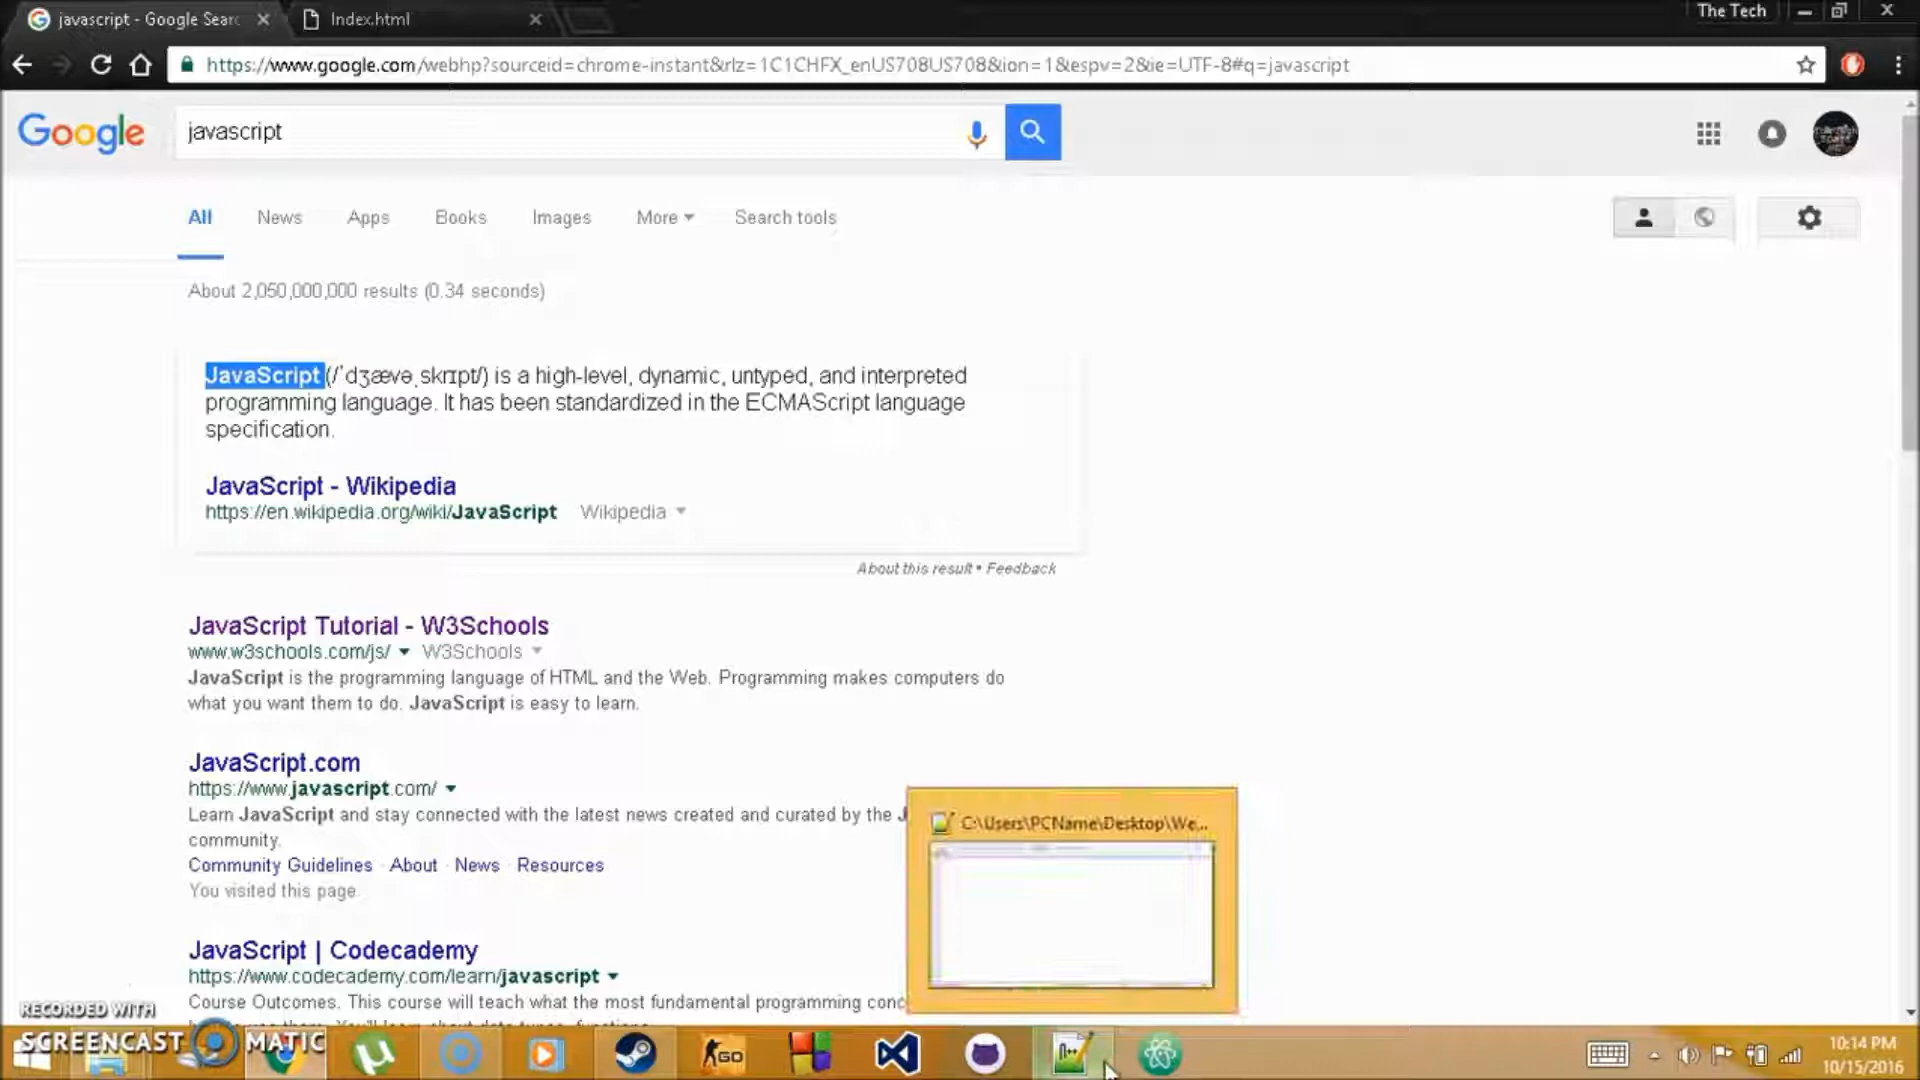 javascript - Google Searc
Index.html
The Tech
https://www.google.com/webhp?sourceid=chrome-instant&rlz=1C1CHFX_enUS708US708&ion=1&espv=2&ie=UTF-8#q=javascript
Google
javascript
All
News
Apps
Books
Images
More
Search tools
About 2,050,000,000 results (0.34 seconds)
JavaScript (/ˈdʒævəˌskrɪpt/) is a high-level, dynamic, untyped, and interpreted
programming language. It has been standardized in the ECMAScript language
specification.
JavaScript - Wikipedia
https://en.wikipedia.org/wiki/JavaScript Wikipedia
About this result • Feedback
JavaScript Tutorial - W3Schools
www.w3schools.com/js/ W3Schools
JavaScript is the programming language of HTML and the Web. Programming makes computers do
what you want them to do. JavaScript is easy to learn.
JavaScript.com
https://www.javascript.com/
Learn JavaScript and stay connected with the latest news created and curated by the J
community.
Community Guidelines · About · News · Resources
You visited this page.
C:\Users\PCName\Desktop\We...
JavaScript | Codecademy
https://www.codecademy.com/learn/javascript
Course Outcomes. This course will teach what the most fundamental programming conc
RECORDED WITH
SCREENCAST MATIC
GO
n++
10:14 PM
10/15/2016